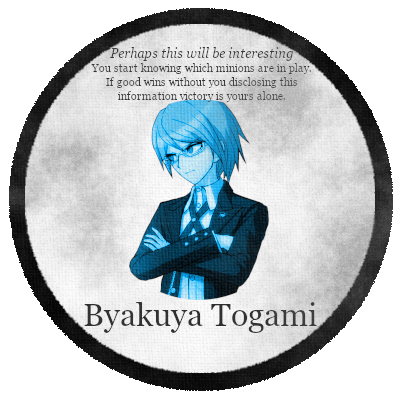 Perhaps this will be interesting
You start knowing which minions are in play.
If good wins without you disclosing this
information victory is yours alone.
Byakuya Togami